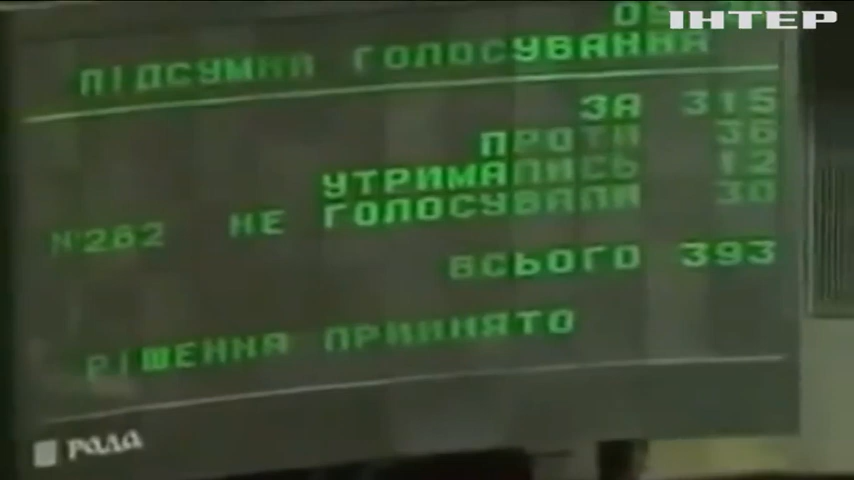 ІНТЕР
ПІДСУМКИ ГОЛОСУВАННЯ
ЗА 315
ПРОТИ 36
УТРИМАЛИСЬ 12
№262 НЕ ГОЛОСУВАЛИ 30
ВСЬОГО 393
РІШЕННЯ ПРИЙНЯТО
рада